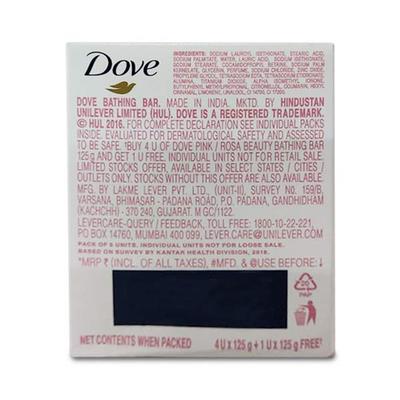 Dove
INGREDIENTS: SODIUM LAUROYL ISETHIONATE, STEARIC ACID,
SODIUM PALMITATE, WATER, LAURIC ACID, SODIUM ISETHIONATE,
SODIUM STEARATE, COCAMIDOPROPYL BETAINE, SODIUM PALM
KERNELATE, GLYCERIN, PERFUME, SODIUM CHLORIDE, ZINC OXIDE,
PROPYLENE GLYCOL, TETRASODIUM EDTA, TETRASODIUM ETIDRONATE,
ALUMINA, ALPHA-ISOMETHYL IONONE,
BUTYLPHENYL METHYLPROPIONAL, CITRONELLOL, COUMARIN, HEXYL
CINNAMAL, LIMONENE, LINALOOL.
DOVE BATHING BAR. MADE IN INDIA. MKTD. BY HINDUSTAN
UNILEVER LIMITED (HUL). DOVE IS A REGISTERED TRADEMARK.
© HUL 2016. FOR COMPLETE DECLARATION SEE INDIVIDUAL PACKS
INSIDE. EVALUATED FOR DERMATOLOGICAL SAFETY AND ASSESSED
TO BE SAFE. †BUY 4 U OF DOVE PINK / ROSA BEAUTY BATHING BAR
125 g AND GET 1 U FREE. INDIVIDUAL UNITS NOT FOR RETAIL SALE.
LIMITED STOCKS OFFER. AVAILABLE IN SELECT STATES / CITIES /
OUTLETS ONLY. STOCKS WITHOUT THIS OFFER ARE ALSO AVAILABLE.
MFG. BY LAKME LEVER PVT. LTD., (UNIT-II), SURVEY NO. 159/B,
VARSANA, BHIMASAR - PADANA ROAD, P.O. PADANA, GANDHIDHAM
(KACHCHH) - 370 240, GUJARAT. M GC/1122.
LEVERCARE-QUERY / FEEDBACK, TOLL FREE: 1800-10-22-221,
PO BOX 14760, MUMBAI 400 099, LEVER.CARE@UNILEVER.COM
PACK OF 5 UNITS, INDIVIDUAL UNITS NOT FOR LOOSE SALE.
BASED ON SURVEY BY KANTAR HEALTH DIVISION, 2015.
*MRP ₹ (INCL. OF ALL TAXES), #MFD. & @USE BEFORE: ↓
20
PAP
NET CONTENTS WHEN PACKED
4 U x 125 g + 1 U x 125 g FREE†